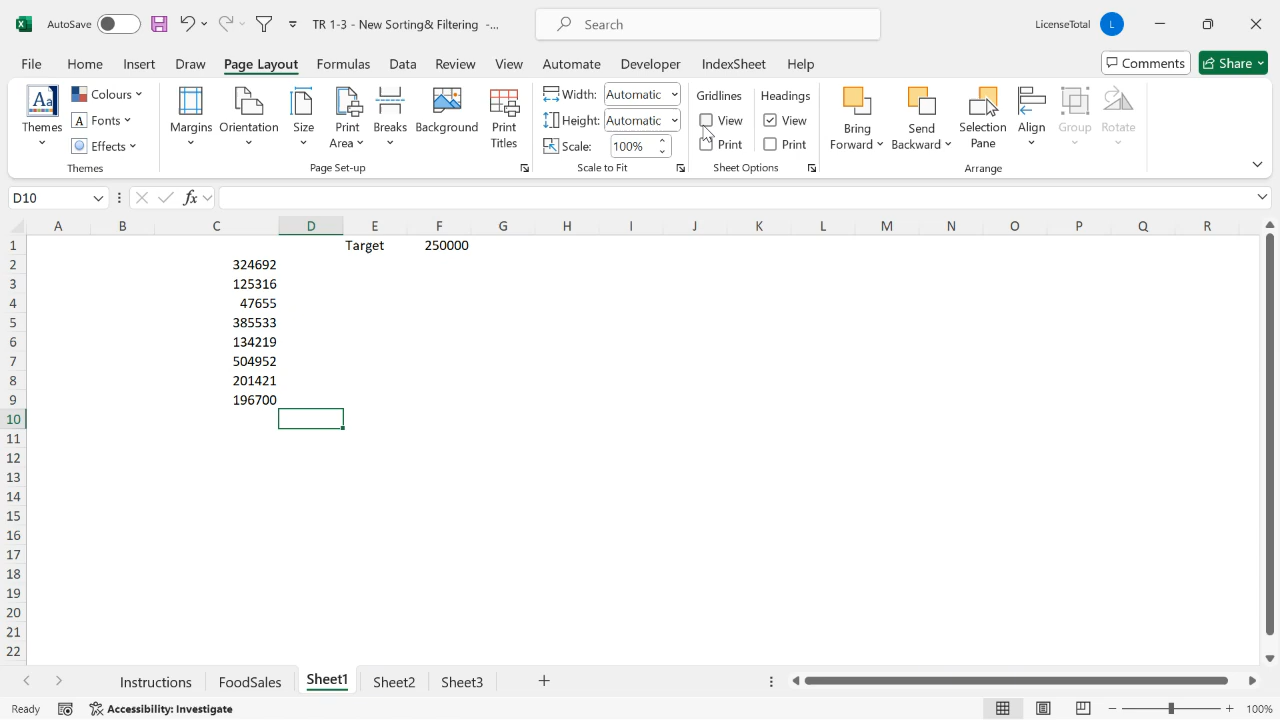 AutoSave TR 1-3 - New Sorting& Filtering -... Search LicenseTotal L
File Home Insert Draw Page Layout Formulas Data Review View Automate Developer IndexSheet Help Comments Share
Themes Colours Fonts Effects Margins Orientation Size Print Area Breaks Background Print Titles Width: Automatic Height: Automatic Scale: 100% Gridlines View Print Headings View Print Bring Forward Send Backward Selection Pane Align Group Rotate
Themes Page Set-up Scale to Fit Sheet Options Arrange
D10 fx
A B C D E F G H I J K L M N O P Q R
1 Target 250000
2 324692
3 125316
4 47655
5 385533
6 134219
7 504952
8 201421
9 196700
10
11
12
13
14
15
16
17
18
19
20
21
22
Instructions FoodSales Sheet1 Sheet2 Sheet3
Ready Accessibility: Investigate 100%